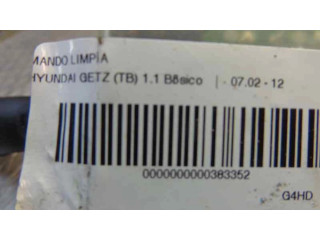 MANDO LIMPIA
HYUNDAI GETZ (TB) 1.1 Básico | - 07.02 - 12
0000000000383352
G4HD